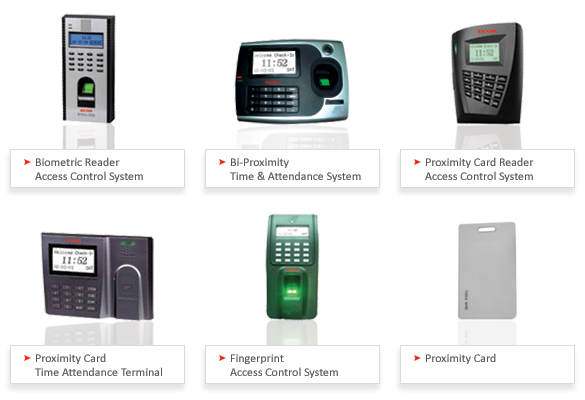 Welcome Check-In
11:52
SAT
11:52
Biometric Reader
Access Control System
Bi-Proximity
Time & Attendance System
Proximity Card Reader
Access Control System
Welcome Check-In
11:52
SAT
Proximity Card
Time Attendance Terminal
Fingerprint
Access Control System
Proximity Card